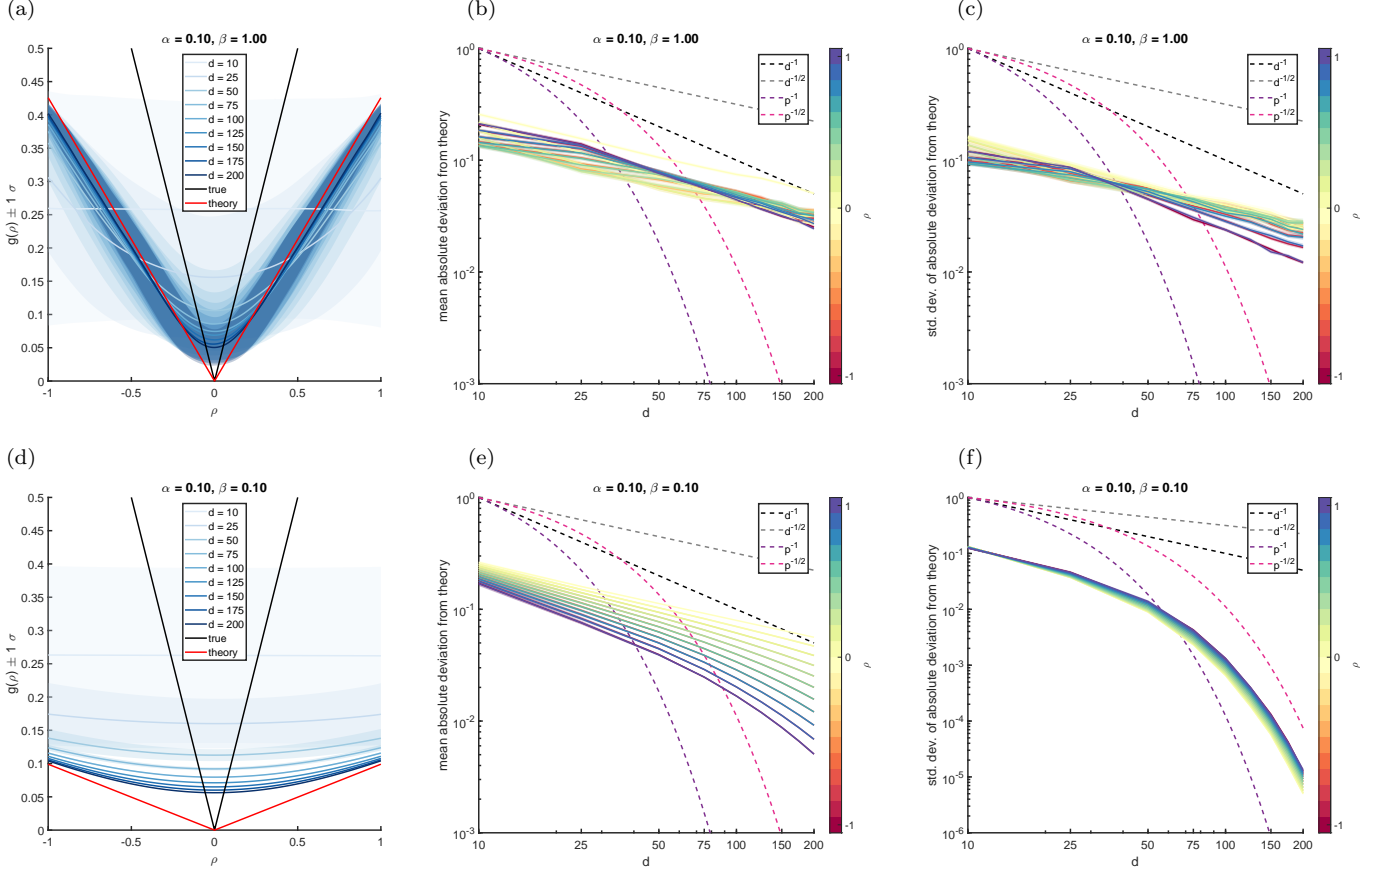 (a)
α = 0.10, β = 1.00
0.5
0.45
0.4
0.35
0.3
0.25
0.2
0.15
0.1
0.05
0
g(ρ) ± 1 σ
d = 10
d = 25
d = 50
d = 75
d = 100
d = 125
d = 150
d = 175
d = 200
true
theory
-1
-0.5
0
0.5
1
ρ
(b)
α = 0.10, β = 1.00
10⁰
10⁻¹
10⁻²
10⁻³
mean absolute deviation from theory
d⁻¹
d⁻¹/²
p⁻¹
p⁻¹/²
10
25
50
75
100
150
200
d
1
0
-1
ρ
(c)
α = 0.10, β = 1.00
10⁰
10⁻¹
10⁻²
10⁻³
std. dev. of absolute deviation from theory
d⁻¹
d⁻¹/²
p⁻¹
p⁻¹/²
10
25
50
75
100
150
200
d
1
0
-1
ρ
(d)
α = 0.10, β = 0.10
0.5
0.45
0.4
0.35
0.3
0.25
0.2
0.15
0.1
0.05
0
g(ρ) ± 1 σ
d = 10
d = 25
d = 50
d = 75
d = 100
d = 125
d = 150
d = 175
d = 200
true
theory
-1
-0.5
0
0.5
1
ρ
(e)
α = 0.10, β = 0.10
10⁰
10⁻¹
10⁻²
10⁻³
mean absolute deviation from theory
d⁻¹
d⁻¹/²
p⁻¹
p⁻¹/²
10
25
50
75
100
150
200
d
1
0
-1
ρ
(f)
α = 0.10, β = 0.10
10⁰
10⁻¹
10⁻²
10⁻³
10⁻⁴
10⁻⁵
10⁻⁶
std. dev. of absolute deviation from theory
d⁻¹
d⁻¹/²
p⁻¹
p⁻¹/²
10
25
50
75
100
150
200
d
1
0
-1
ρ